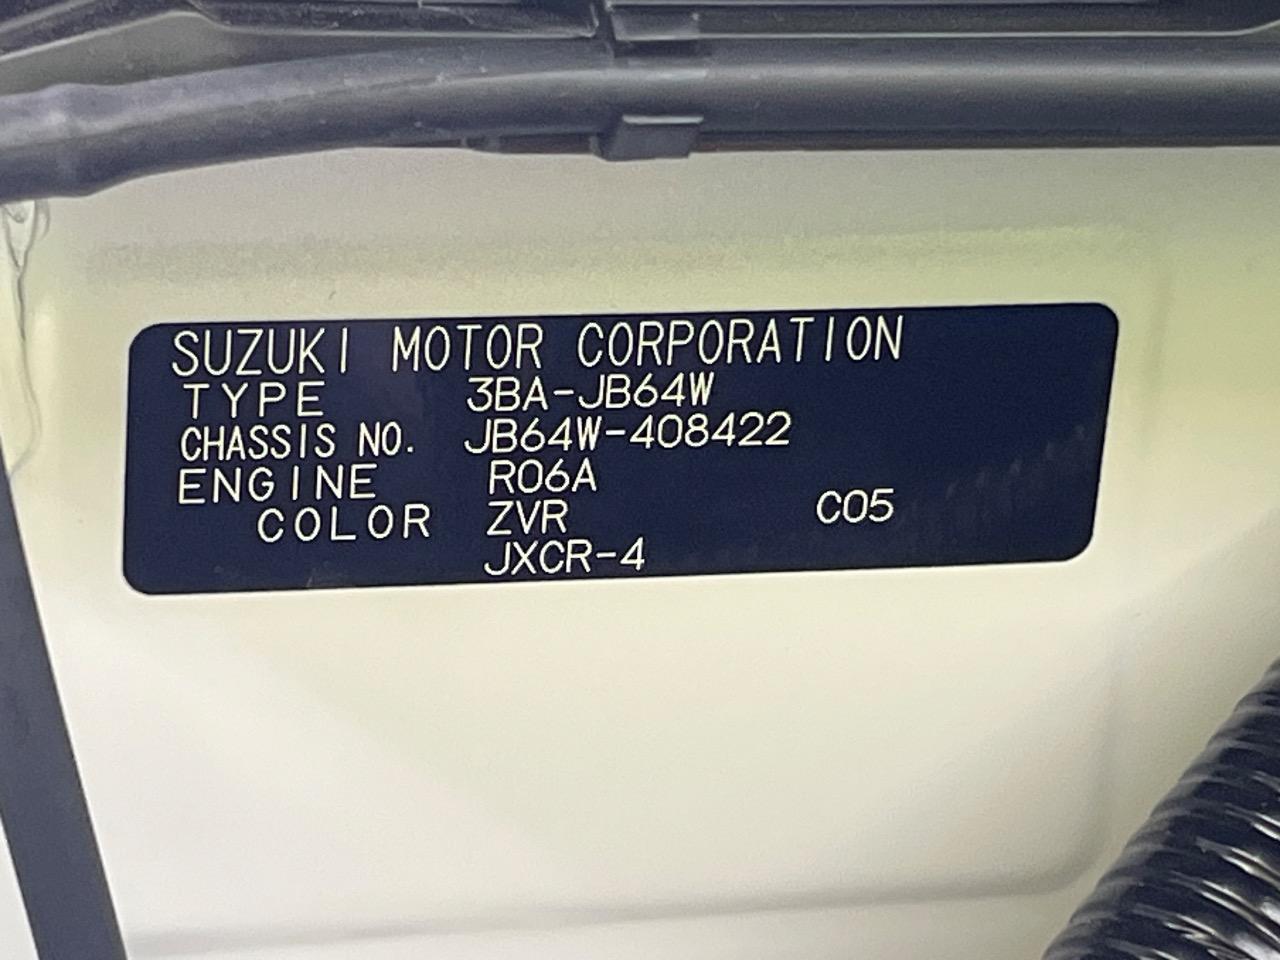 SUZUKI MOTOR CORPORATION
TYPE 3BA-JB64W
CHASSIS NO. JB64W-408422
ENGINE R06A
COLOR ZVR C05
JXCR-4